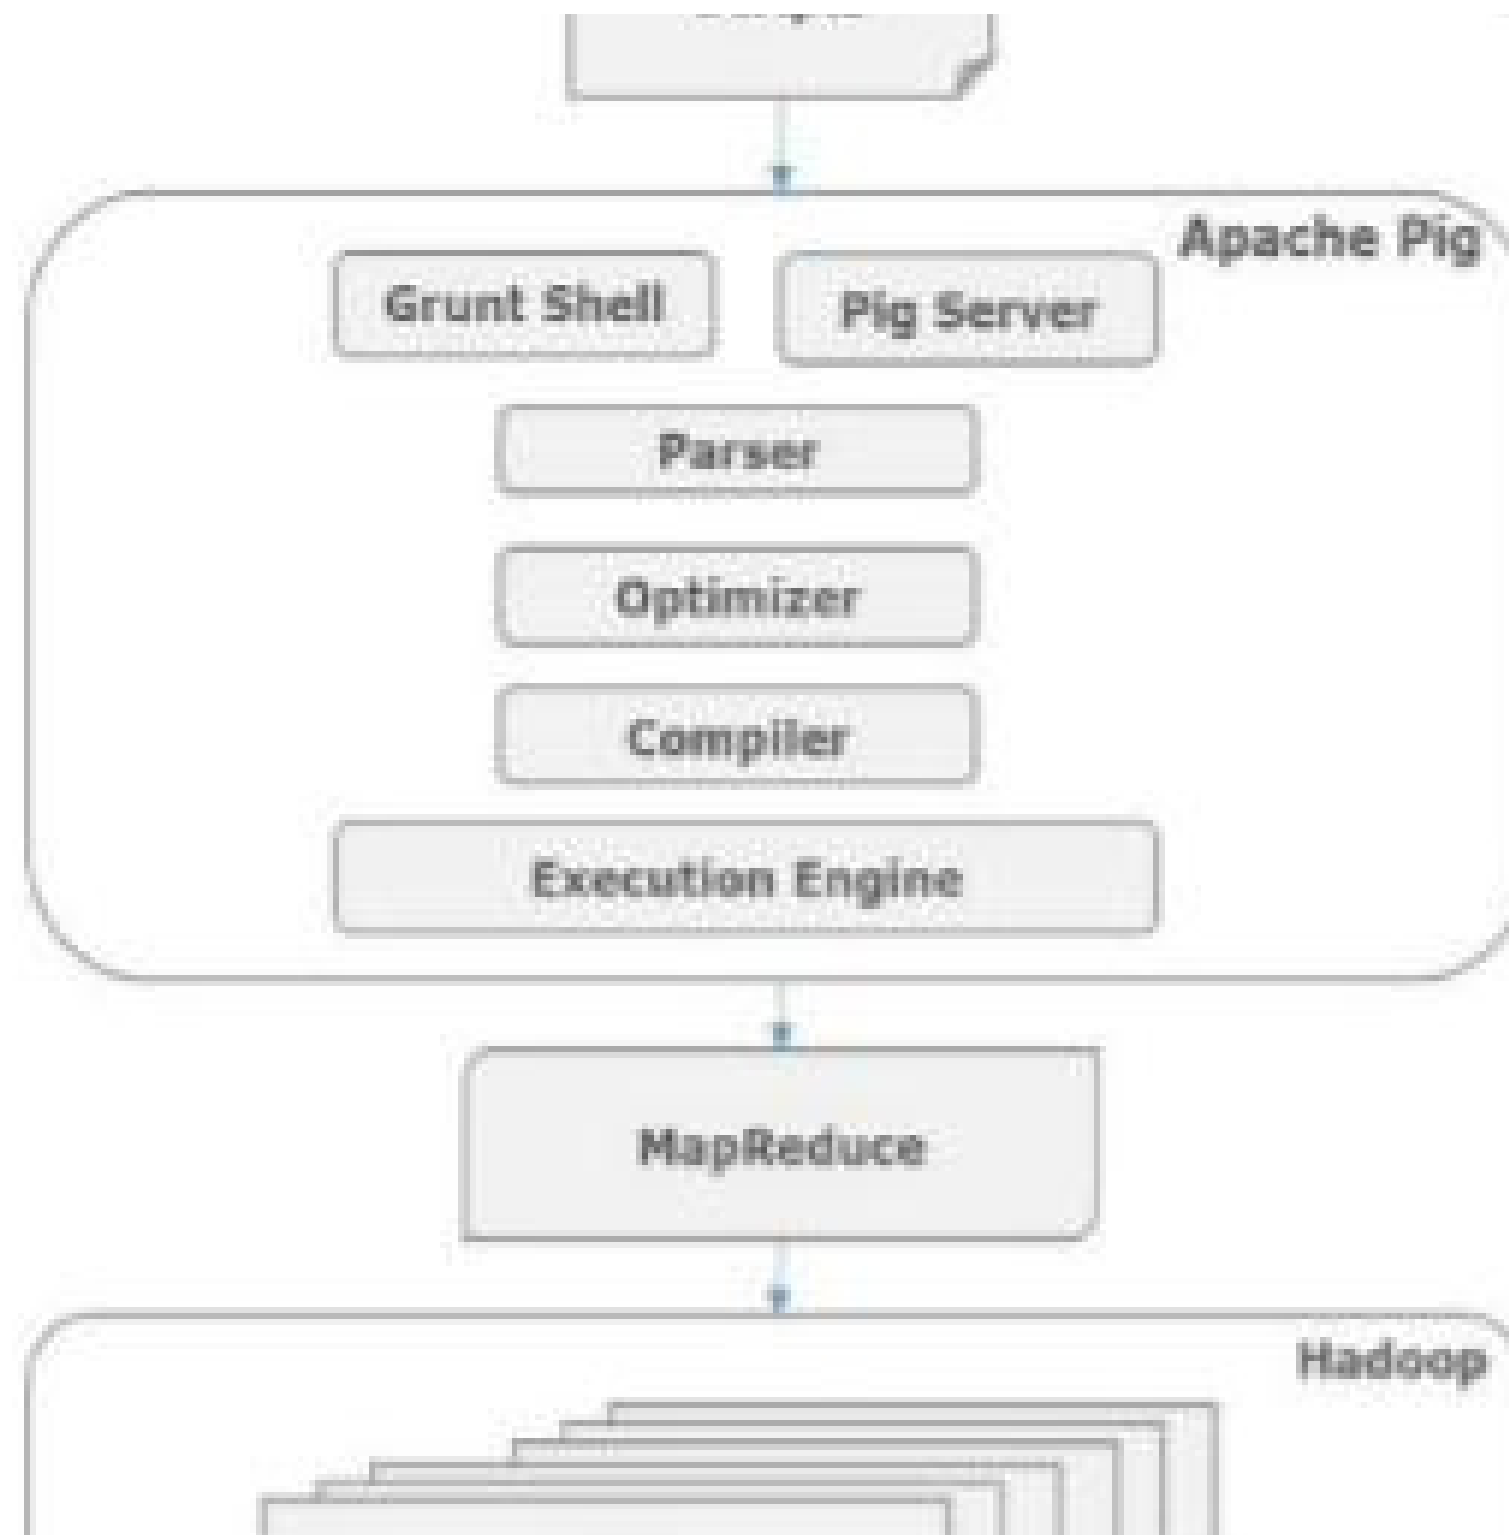 Apache Pig
Grunt Shell
Pig Server
Parser
Optimizer
Compiler
Execution Engine
MapReduce
Hadoop